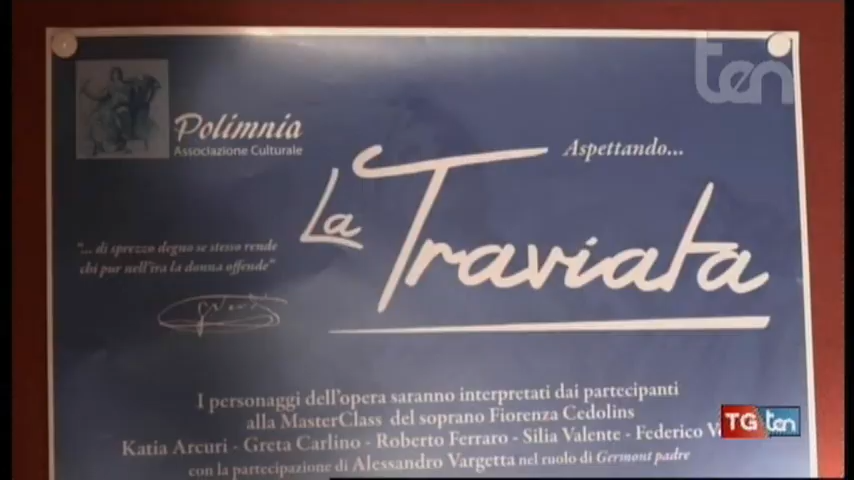 ten
Polimnia
Associazione Culturale
Aspettando...
La Traviata
"... di sprezzo degno se stesso rende
chi pur nell'ira la donna offende"
I personaggi dell'opera saranno interpretati dai partecipanti
alla MasterClass del soprano Fiorenza Cedolins
Katia Arcuri - Greta Carlino - Roberto Ferraro - Silia Valente - Federico
con la partecipazione di Alessandro Vargetta nel ruolo di Germont padre
TG ten